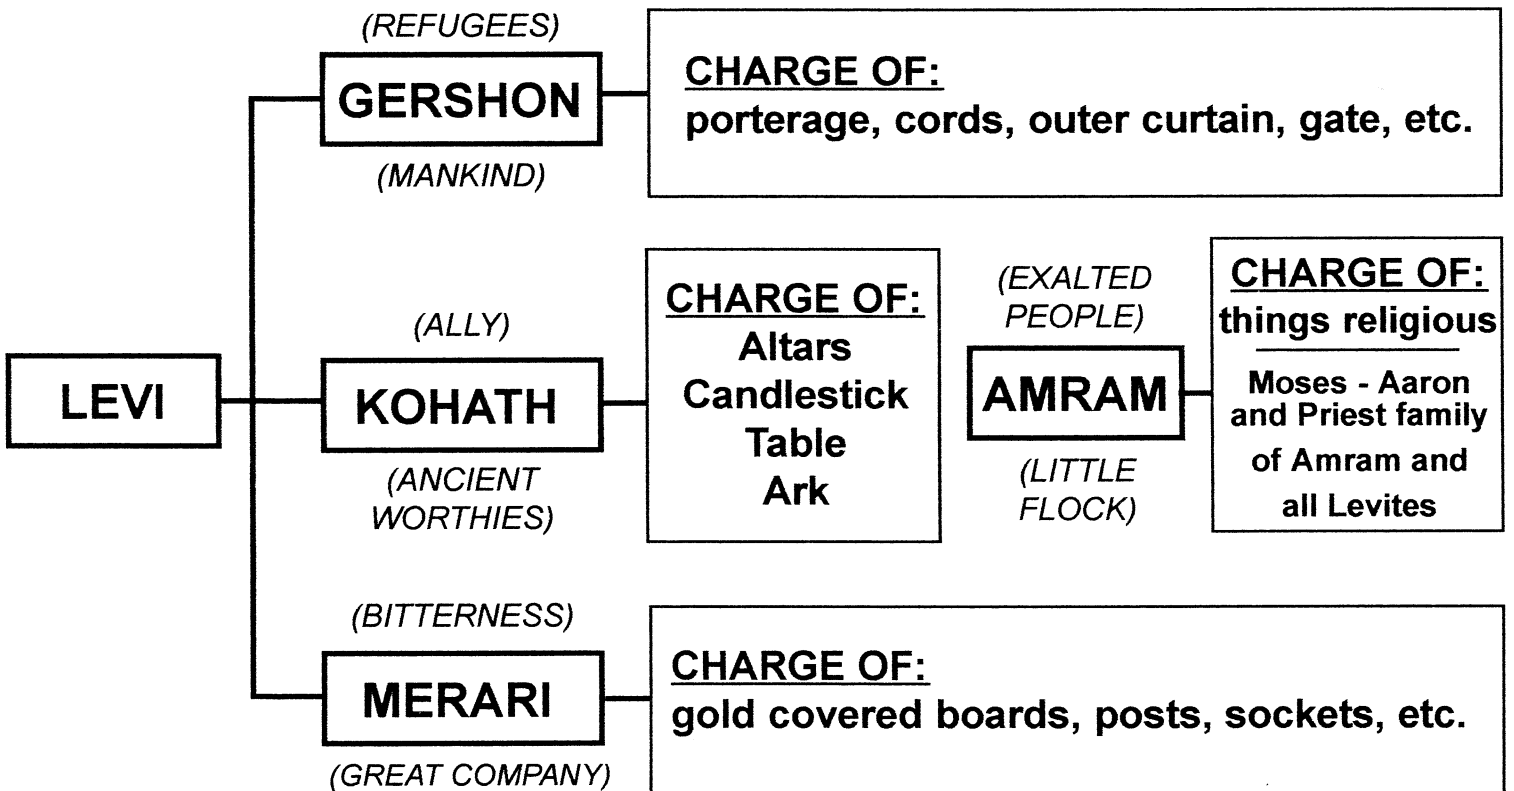 (REFUGEES)
GERSHON
(MANKIND)
CHARGE OF:
porterage, cords, outer curtain, gate, etc.
LEVI
(ALLY)
KOHATH
(ANCIENT
WORTHIES)
CHARGE OF:
Altars
Candlestick
Table
Ark
(EXALTED
PEOPLE)
AMRAM
(LITTLE
FLOCK)
CHARGE OF:
things religious
Moses - Aaron
and Priest family
of Amram and
all Levites
(BITTERNESS)
MERARI
(GREAT COMPANY)
CHARGE OF:
gold covered boards, posts, sockets, etc.